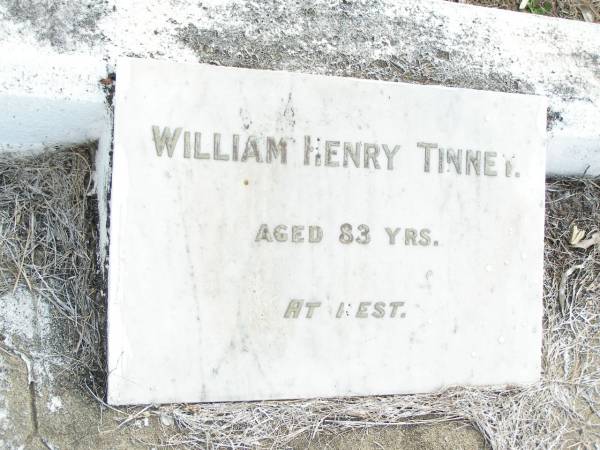 WILLIAM HENRY TINNEY.
AGED 83 YRS.
AT REST.